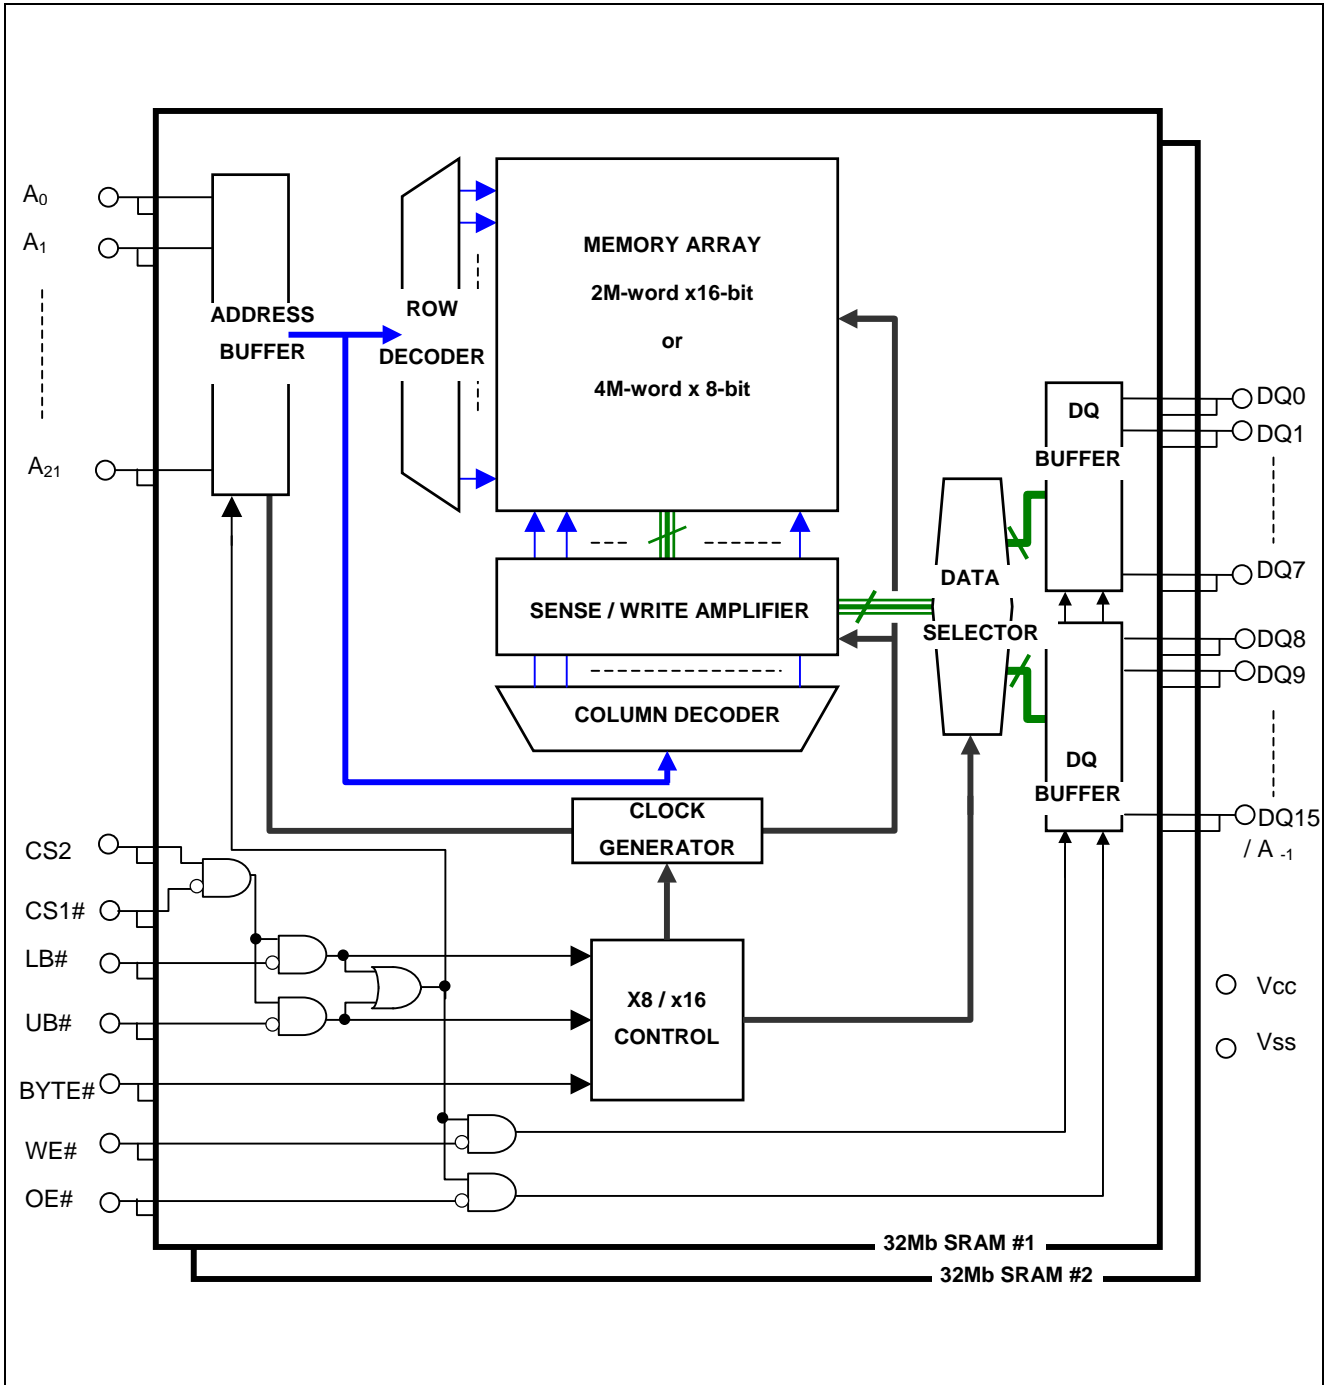 A0
A1
A21
ADDRESS
BUFFER
ROW
DECODER
MEMORY ARRAY
2M-word x16-bit
or
4M-word x 8-bit
SENSE / WRITE AMPLIFIER
COLUMN DECODER
CLOCK
GENERATOR
DATA
SELECTOR
DQ
BUFFER
DQ
BUFFER
DQ0
DQ1
DQ7
DQ8
DQ9
DQ15
/ A -1
CS2
CS1#
LB#
UB#
BYTE#
WE#
OE#
X8 / x16
CONTROL
Vcc
Vss
32Mb SRAM #1
32Mb SRAM #2